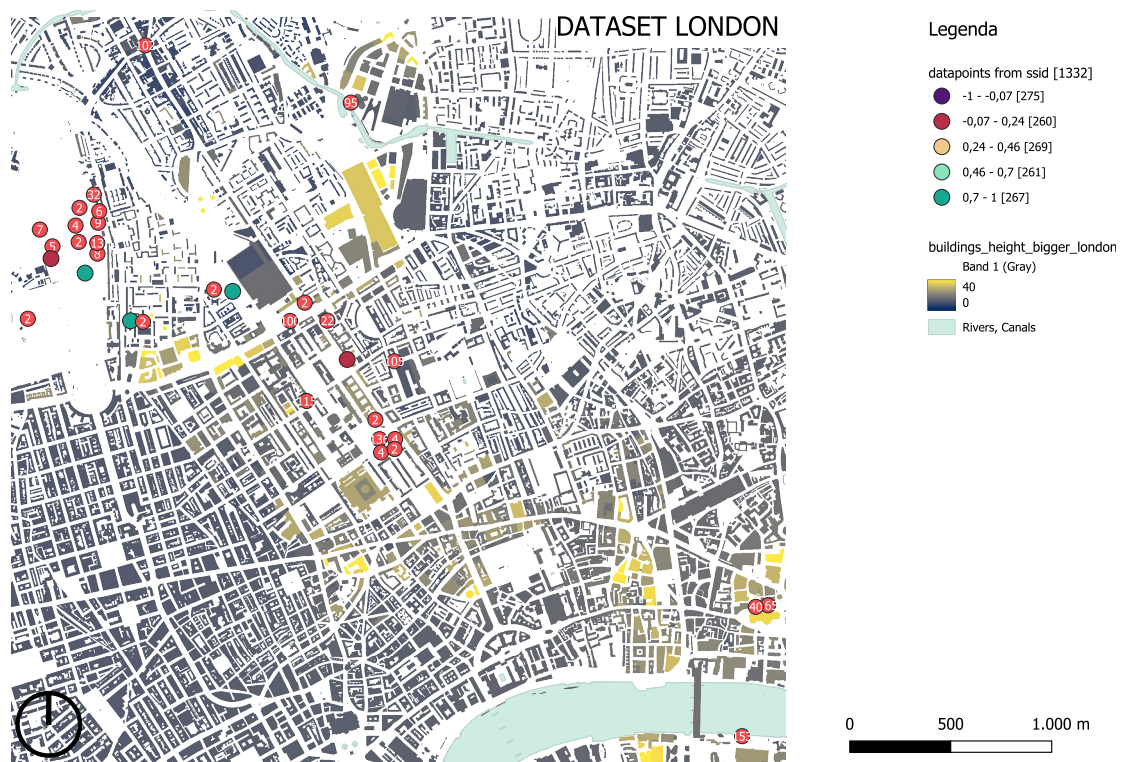 DATASET LONDON
Legenda
datapoints from ssid [1332]
-1 - -0,07 [275]
-0,07 - 0,24 [260]
0,24 - 0,46 [269]
0,46 - 0,7 [261]
0,7 - 1 [267]
buildings_height_bigger_london
Band 1 (Gray)
40
0
Rivers, Canals
102
95
32
2
6
4
9
7
2
13
5
8
2
2
2
2
100
22
2
4
4
2
40
0
500
1.000 m